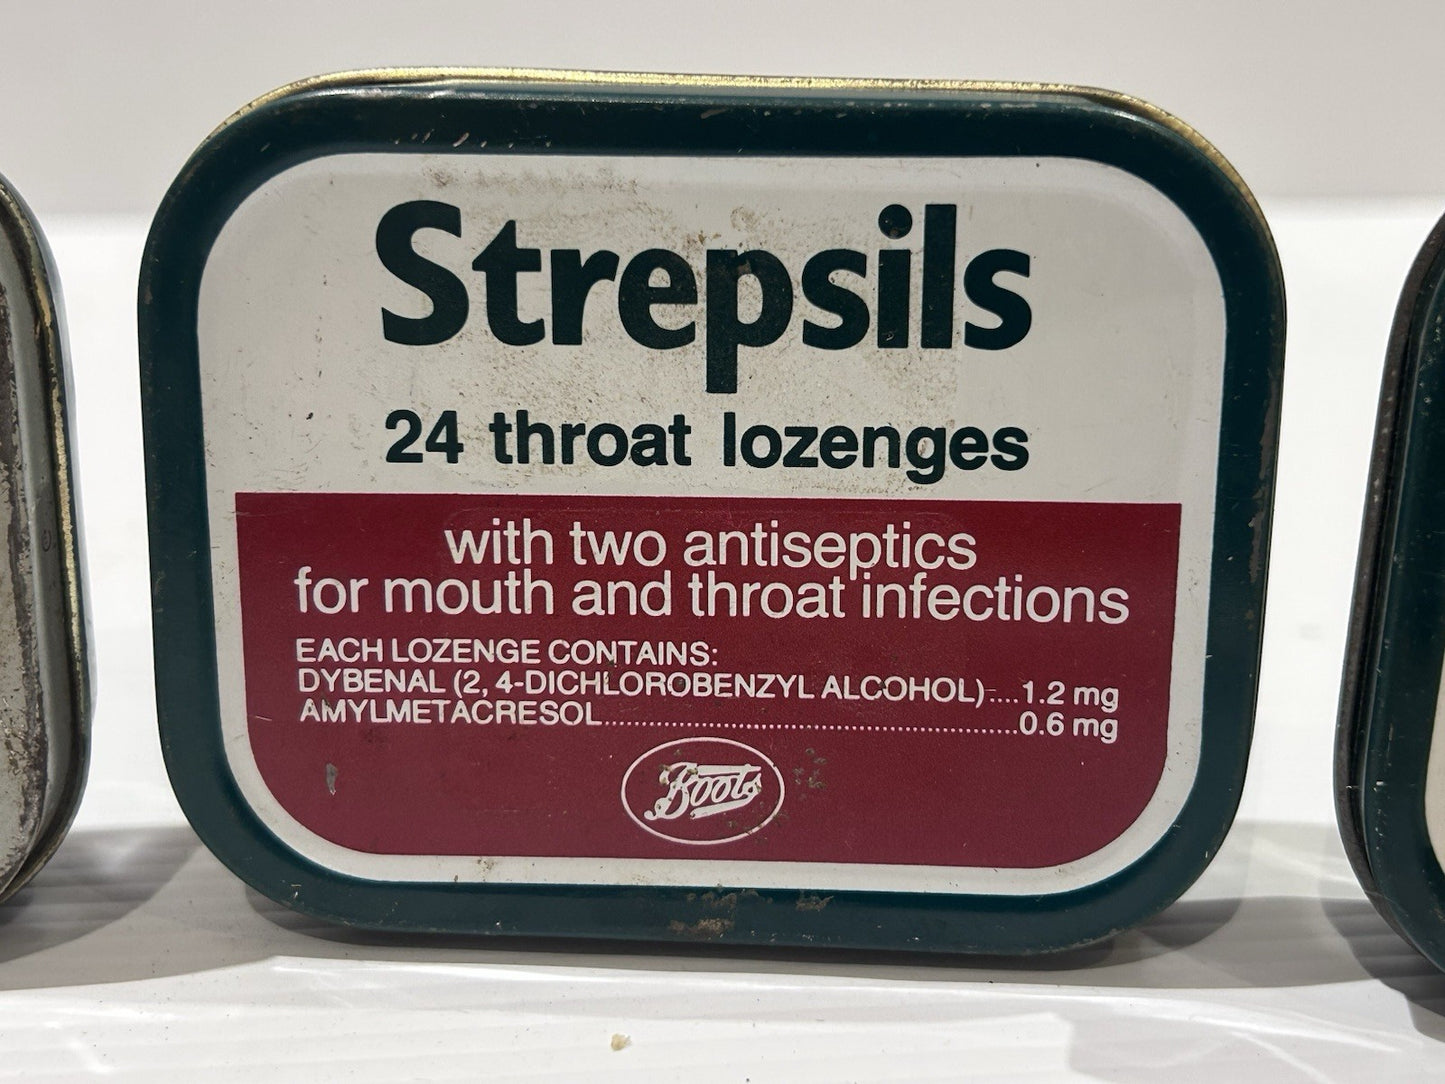 Strepsils
24 throat lozenges
with two antiseptics
for mouth and throat infections
EACH LOZENGE CONTAINS:
DYBENAL (2, 4-DICHLOROBENZYL ALCOHOL)....1.2 mg
AMYLMETACRESOL............................................................0.6 mg
Boots